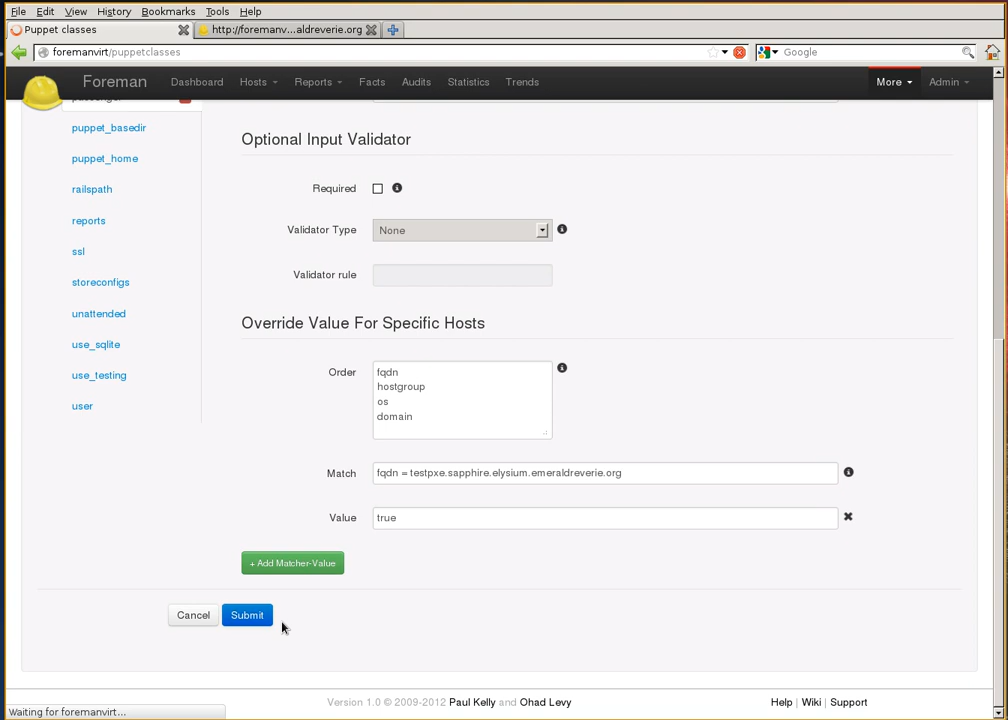 File Edit View History Bookmarks Tools Help
Puppet classes http://foremanv...aldreverie.org
foremanvirt/puppetclasses Google
Foreman Dashboard Hosts Reports Facts Audits Statistics Trends More Admin
passenger
puppet_basedir
Optional Input Validator
puppet_home
railspath
Required
reports
Validator Type None
ssl
Validator rule
storeconfigs
unattended
Override Value For Specific Hosts
use_sqlite
use_testing
Order fqdn
hostgroup
os
domain
user
Match fqdn = testpxe.sapphire.elysium.emeraldreverie.org
Value true
+ Add Matcher-Value
Cancel Submit
Version 1.0 © 2009-2012 Paul Kelly and Ohad Levy Help | Wiki | Support
Waiting for foremanvirt...